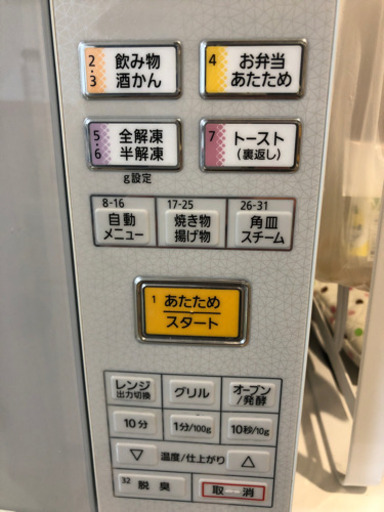 2・3 飲み物
酒かん
4 お弁当
あたため
5・6 全解凍
半解凍
g設定
7 トースト
(裏返し)
8-16
自動
メニュー
17-25
焼き物
揚げ物
26-31
角皿
スチーム
1 あたため
スタート
レンジ
出力切換
グリル
オーブン
/発酵
10分
1分/100g
10秒/10g
▽ 温度/仕上がり △
32 脱臭
取消